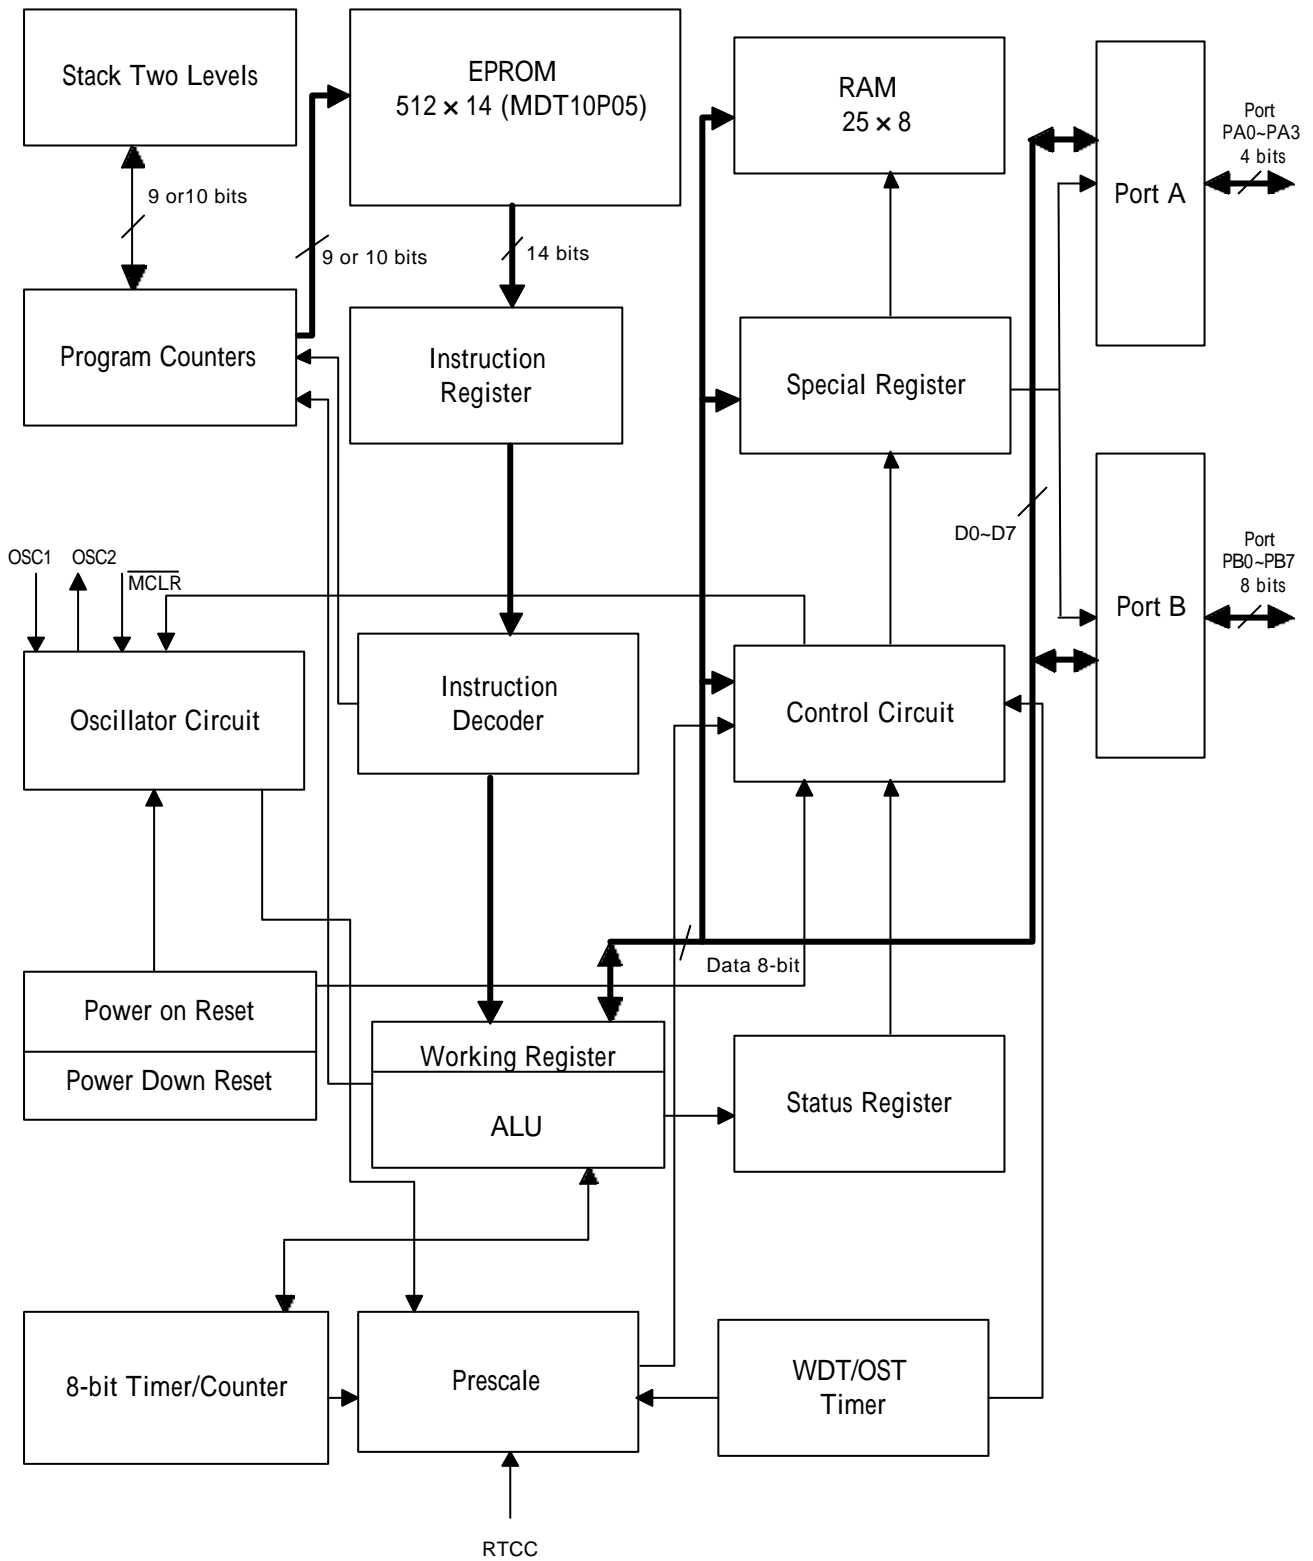 Stack Two Levels
EPROM
512 × 14 (MDT10P05)
RAM
25 × 8
Port
PA0~PA3
4 bits
Port A
9 or10 bits
9 or 10 bits
14 bits
Program Counters
Instruction
Register
Special Register
D0~D7
Port
PB0~PB7
8 bits
Port B
OSC1
OSC2
MCLR
Oscillator Circuit
Instruction
Decoder
Control Circuit
Data 8-bit
Power on Reset
Power Down Reset
Working Register
ALU
Status Register
8-bit Timer/Counter
Prescale
WDT/OST
Timer
RTCC